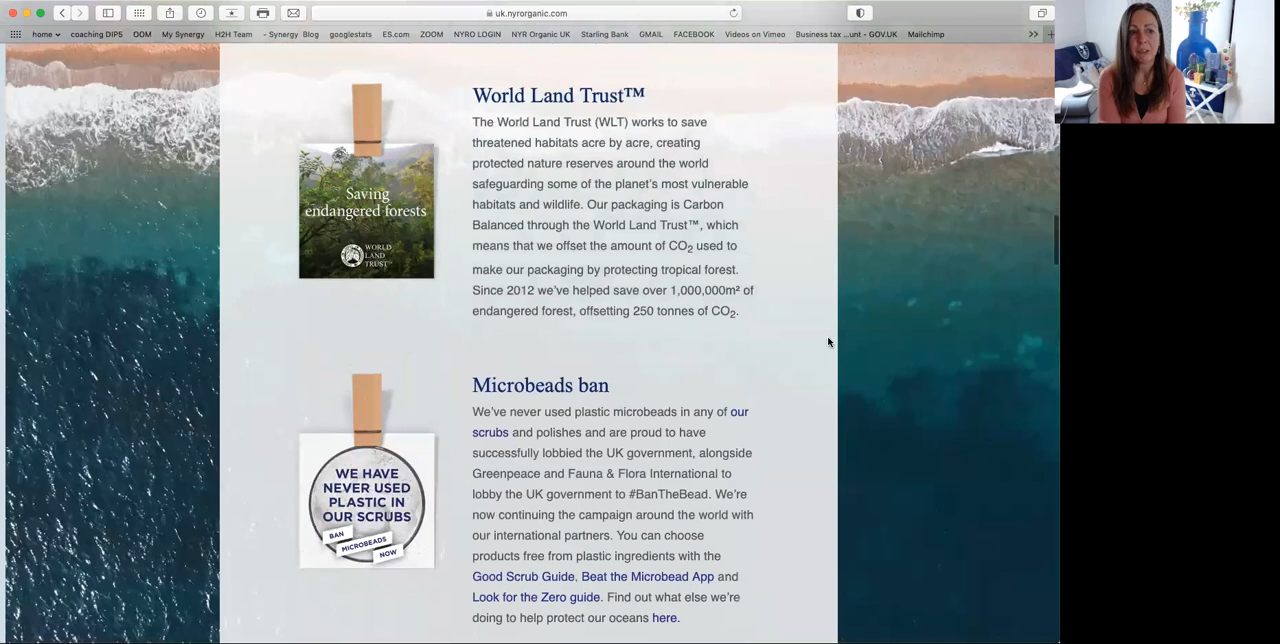 uk.nyrorganic.com
home
coaching DIP5
OOM
My Synergy
H2H Team
- Synergy Blog
googlestats
ES.com
ZOOM
NYRO LOGIN
NYR Organic UK
Starling Bank
GMAIL
FACEBOOK
Videos on Vimeo
Business tax ...unt - GOV.UK
Mailchimp
World Land Trust™
The World Land Trust (WLT) works to save
threatened habitats acre by acre, creating
protected nature reserves around the world
safeguarding some of the planet's most vulnerable
habitats and wildlife. Our packaging is Carbon
Balanced through the World Land Trust™, which
means that we offset the amount of CO2 used to
make our packaging by protecting tropical forest.
Since 2012 we've helped save over 1,000,000m² of
endangered forest, offsetting 250 tonnes of CO2.
Saving
endangered forests
WORLD
LAND
TRUST™
Microbeads ban
We've never used plastic microbeads in any of our
scrubs and polishes and are proud to have
successfully lobbied the UK government, alongside
Greenpeace and Fauna & Flora International to
lobby the UK government to #BanTheBead. We're
now continuing the campaign around the world with
our international partners. You can choose
products free from plastic ingredients with the
Good Scrub Guide, Beat the Microbead App and
Look for the Zero guide. Find out what else we're
doing to help protect our oceans here.
WE HAVE
NEVER USED
PLASTIC IN
OUR SCRUBS
BAN
MICROBEADS
NOW